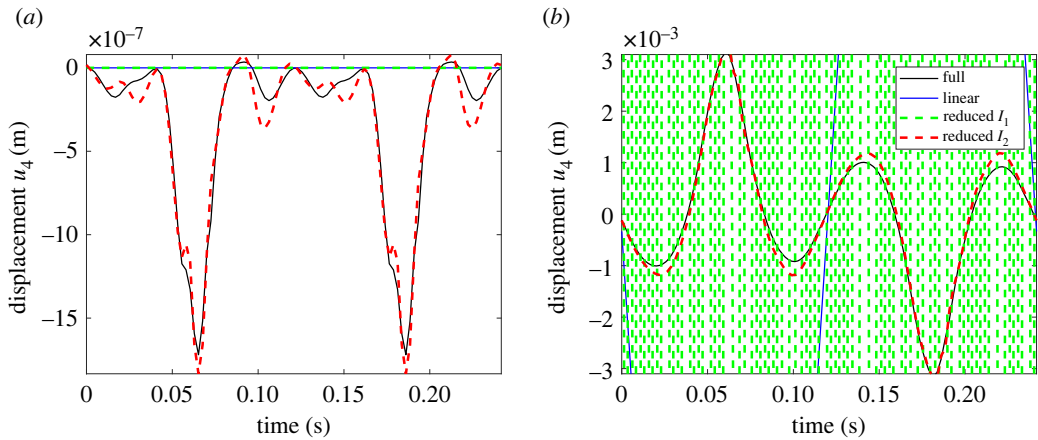 (a)
×10⁻⁷
0
−5
−10
−15
displacement u₄ (m)
0 0.05 0.10 0.15 0.20
time (s)
(b)
×10⁻³
3
2
1
0
−1
−2
−3
displacement u₄ (m)
full
linear
reduced I₁
reduced I₂
0 0.05 0.10 0.15 0.20
time (s)